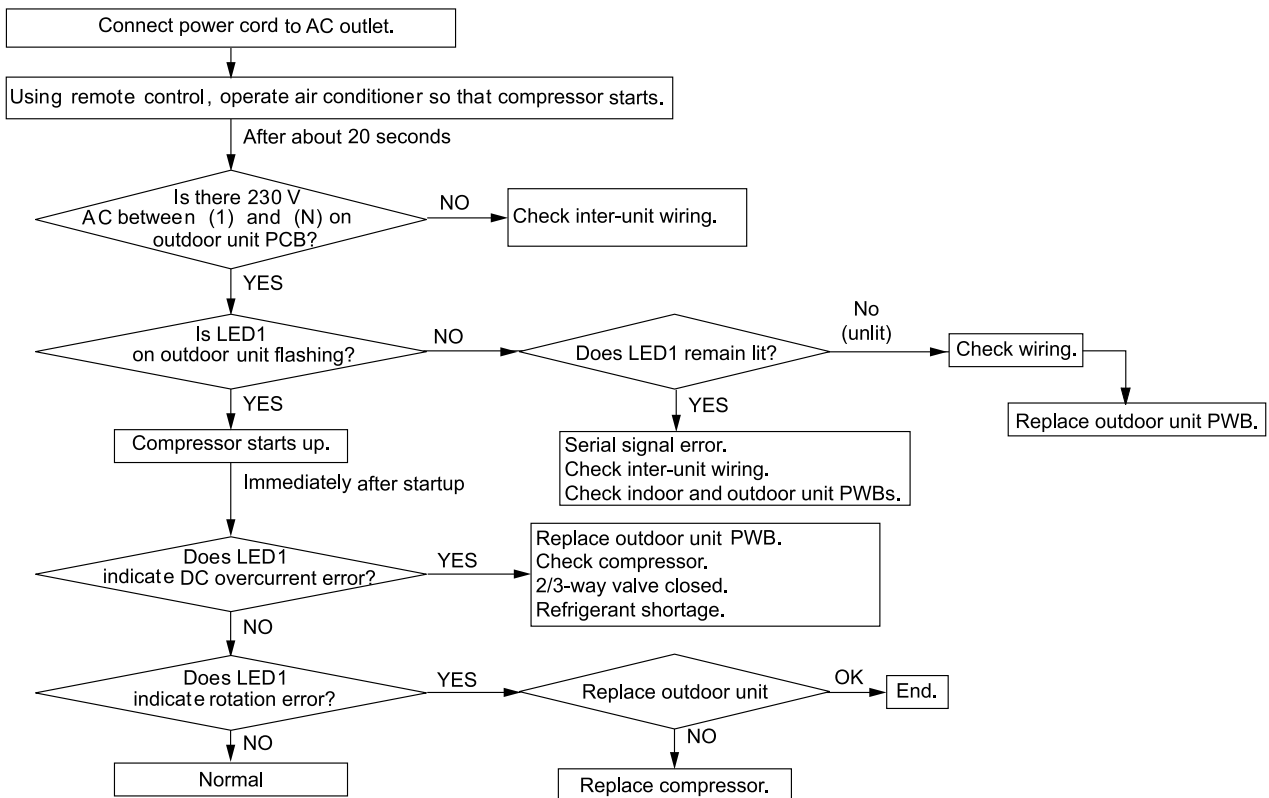 Connect power cord to AC outlet.
Using remote control, operate air conditioner so that compressor starts.
After about 20 seconds
Is there 230 V
AC between (1) and (N) on
outdoor unit PCB?
NO
Check inter-unit wiring.
YES
Is LED1
on outdoor unit flashing?
NO
Does LED1 remain lit?
No
(unlit)
Check wiring.
Replace outdoor unit PWB.
YES
YES
Compressor starts up.
Serial signal error.
Check inter-unit wiring.
Check indoor and outdoor unit PWBs.
Immediately after startup
Does LED1
indicate DC overcurrent error?
YES
Replace outdoor unit PWB.
Check compressor.
2/3-way valve closed.
Refrigerant shortage.
NO
Does LED1
indicate rotation error?
YES
Replace outdoor unit
OK
End.
NO
NO
Normal
Replace compressor.